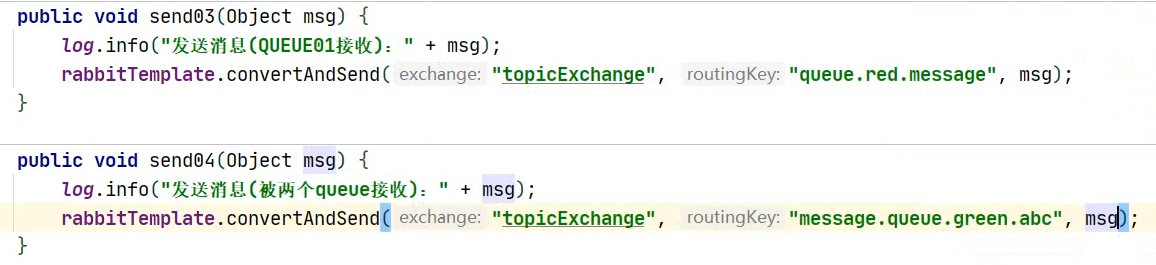 public void send03(Object msg) {
log.info("发送消息(QUEUE01接收)：" + msg);
rabbitTemplate.convertAndSend( exchange: "topicExchange", routingKey: "queue.red.message", msg);
}
public void send04(Object msg) {
log.info("发送消息(被两个queue接收)：" + msg);
rabbitTemplate.convertAndSend( exchange: "topicExchange", routingKey: "message.queue.green.abc", msg);
}